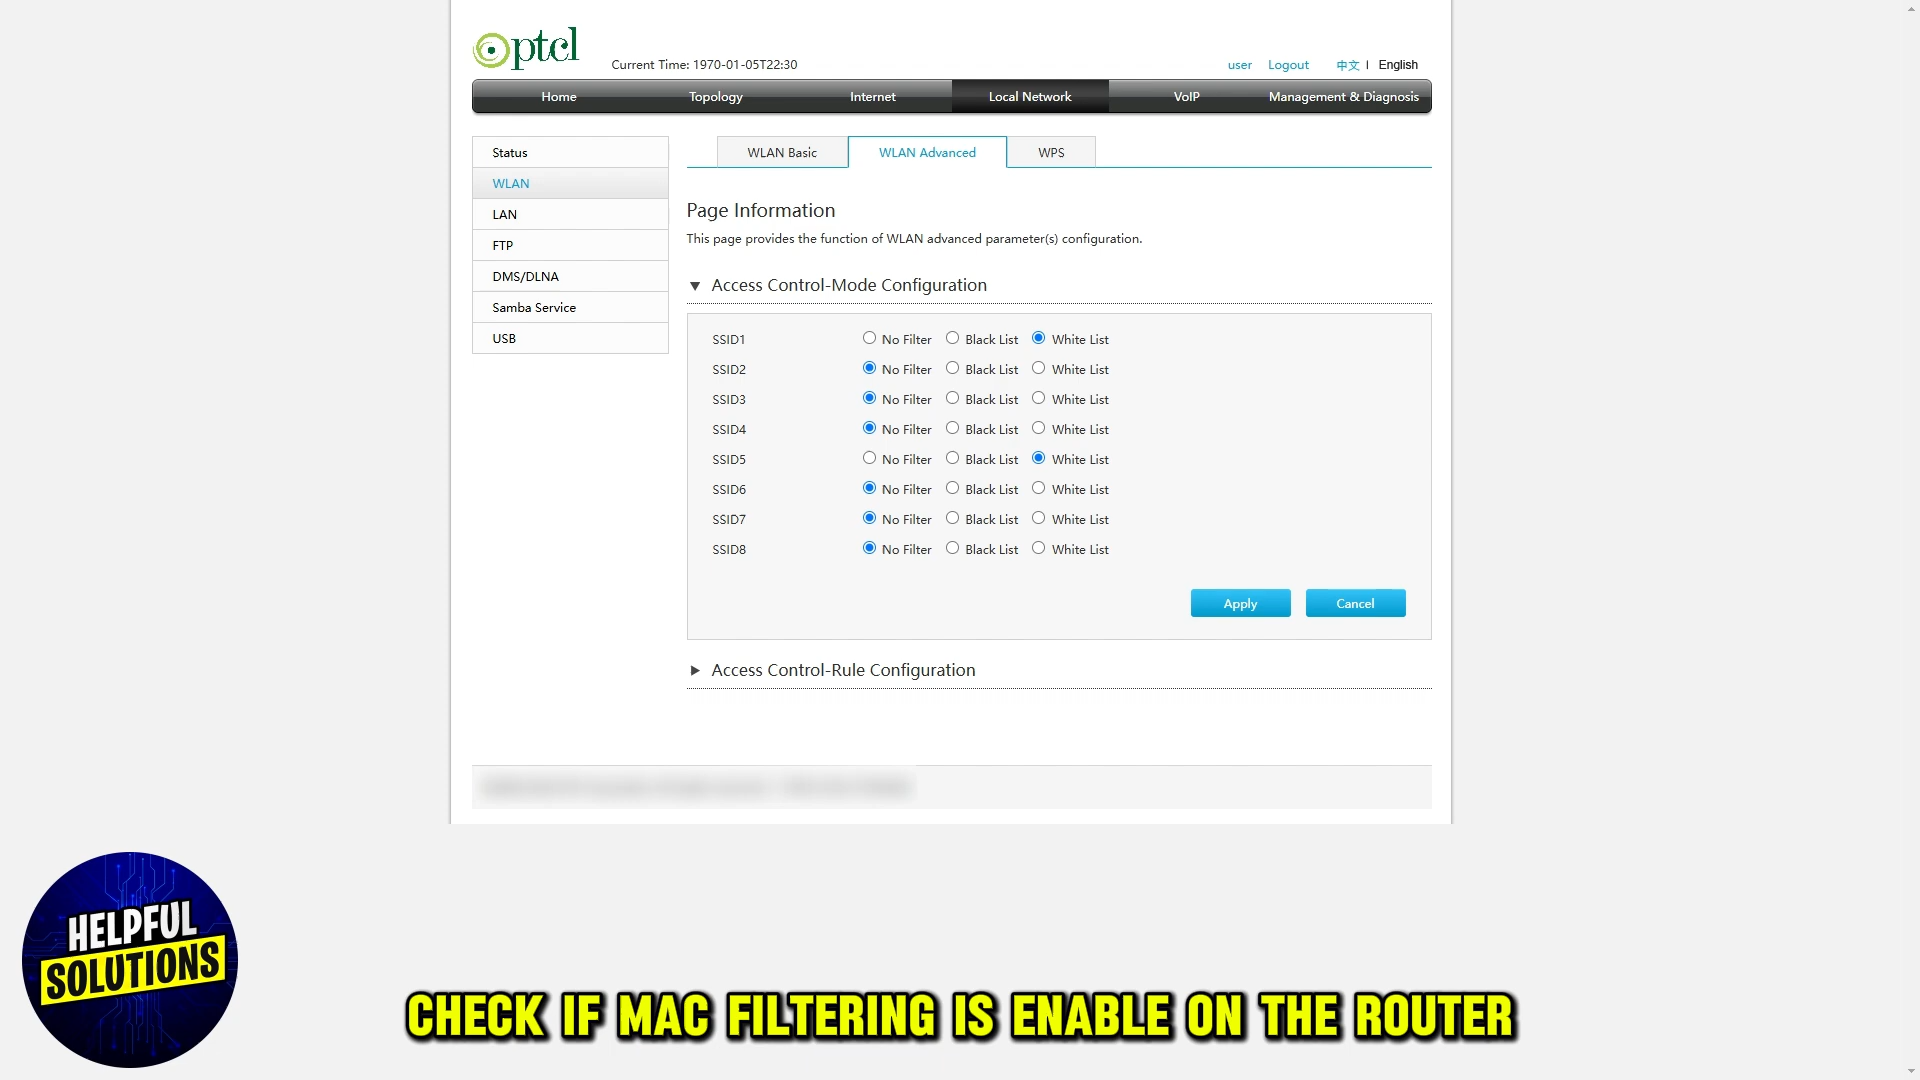 ptcl
Current Time: 1970-01-05T22:30
user Logout 中文 | English
Home Topology Internet Local Network VoIP Management & Diagnosis
Status
WLAN
LAN
FTP
DMS/DLNA
Samba Service
USB
WLAN Basic WLAN Advanced WPS
Page Information
This page provides the function of WLAN advanced parameter(s) configuration.
▼ Access Control-Mode Configuration
SSID1 No Filter Black List White List
SSID2 No Filter Black List White List
SSID3 No Filter Black List White List
SSID4 No Filter Black List White List
SSID5 No Filter Black List White List
SSID6 No Filter Black List White List
SSID7 No Filter Black List White List
SSID8 No Filter Black List White List
Apply Cancel
► Access Control-Rule Configuration
HELPFUL
SOLUTIONS
CHECK IF MAC FILTERING IS ENABLE ON THE ROUTER